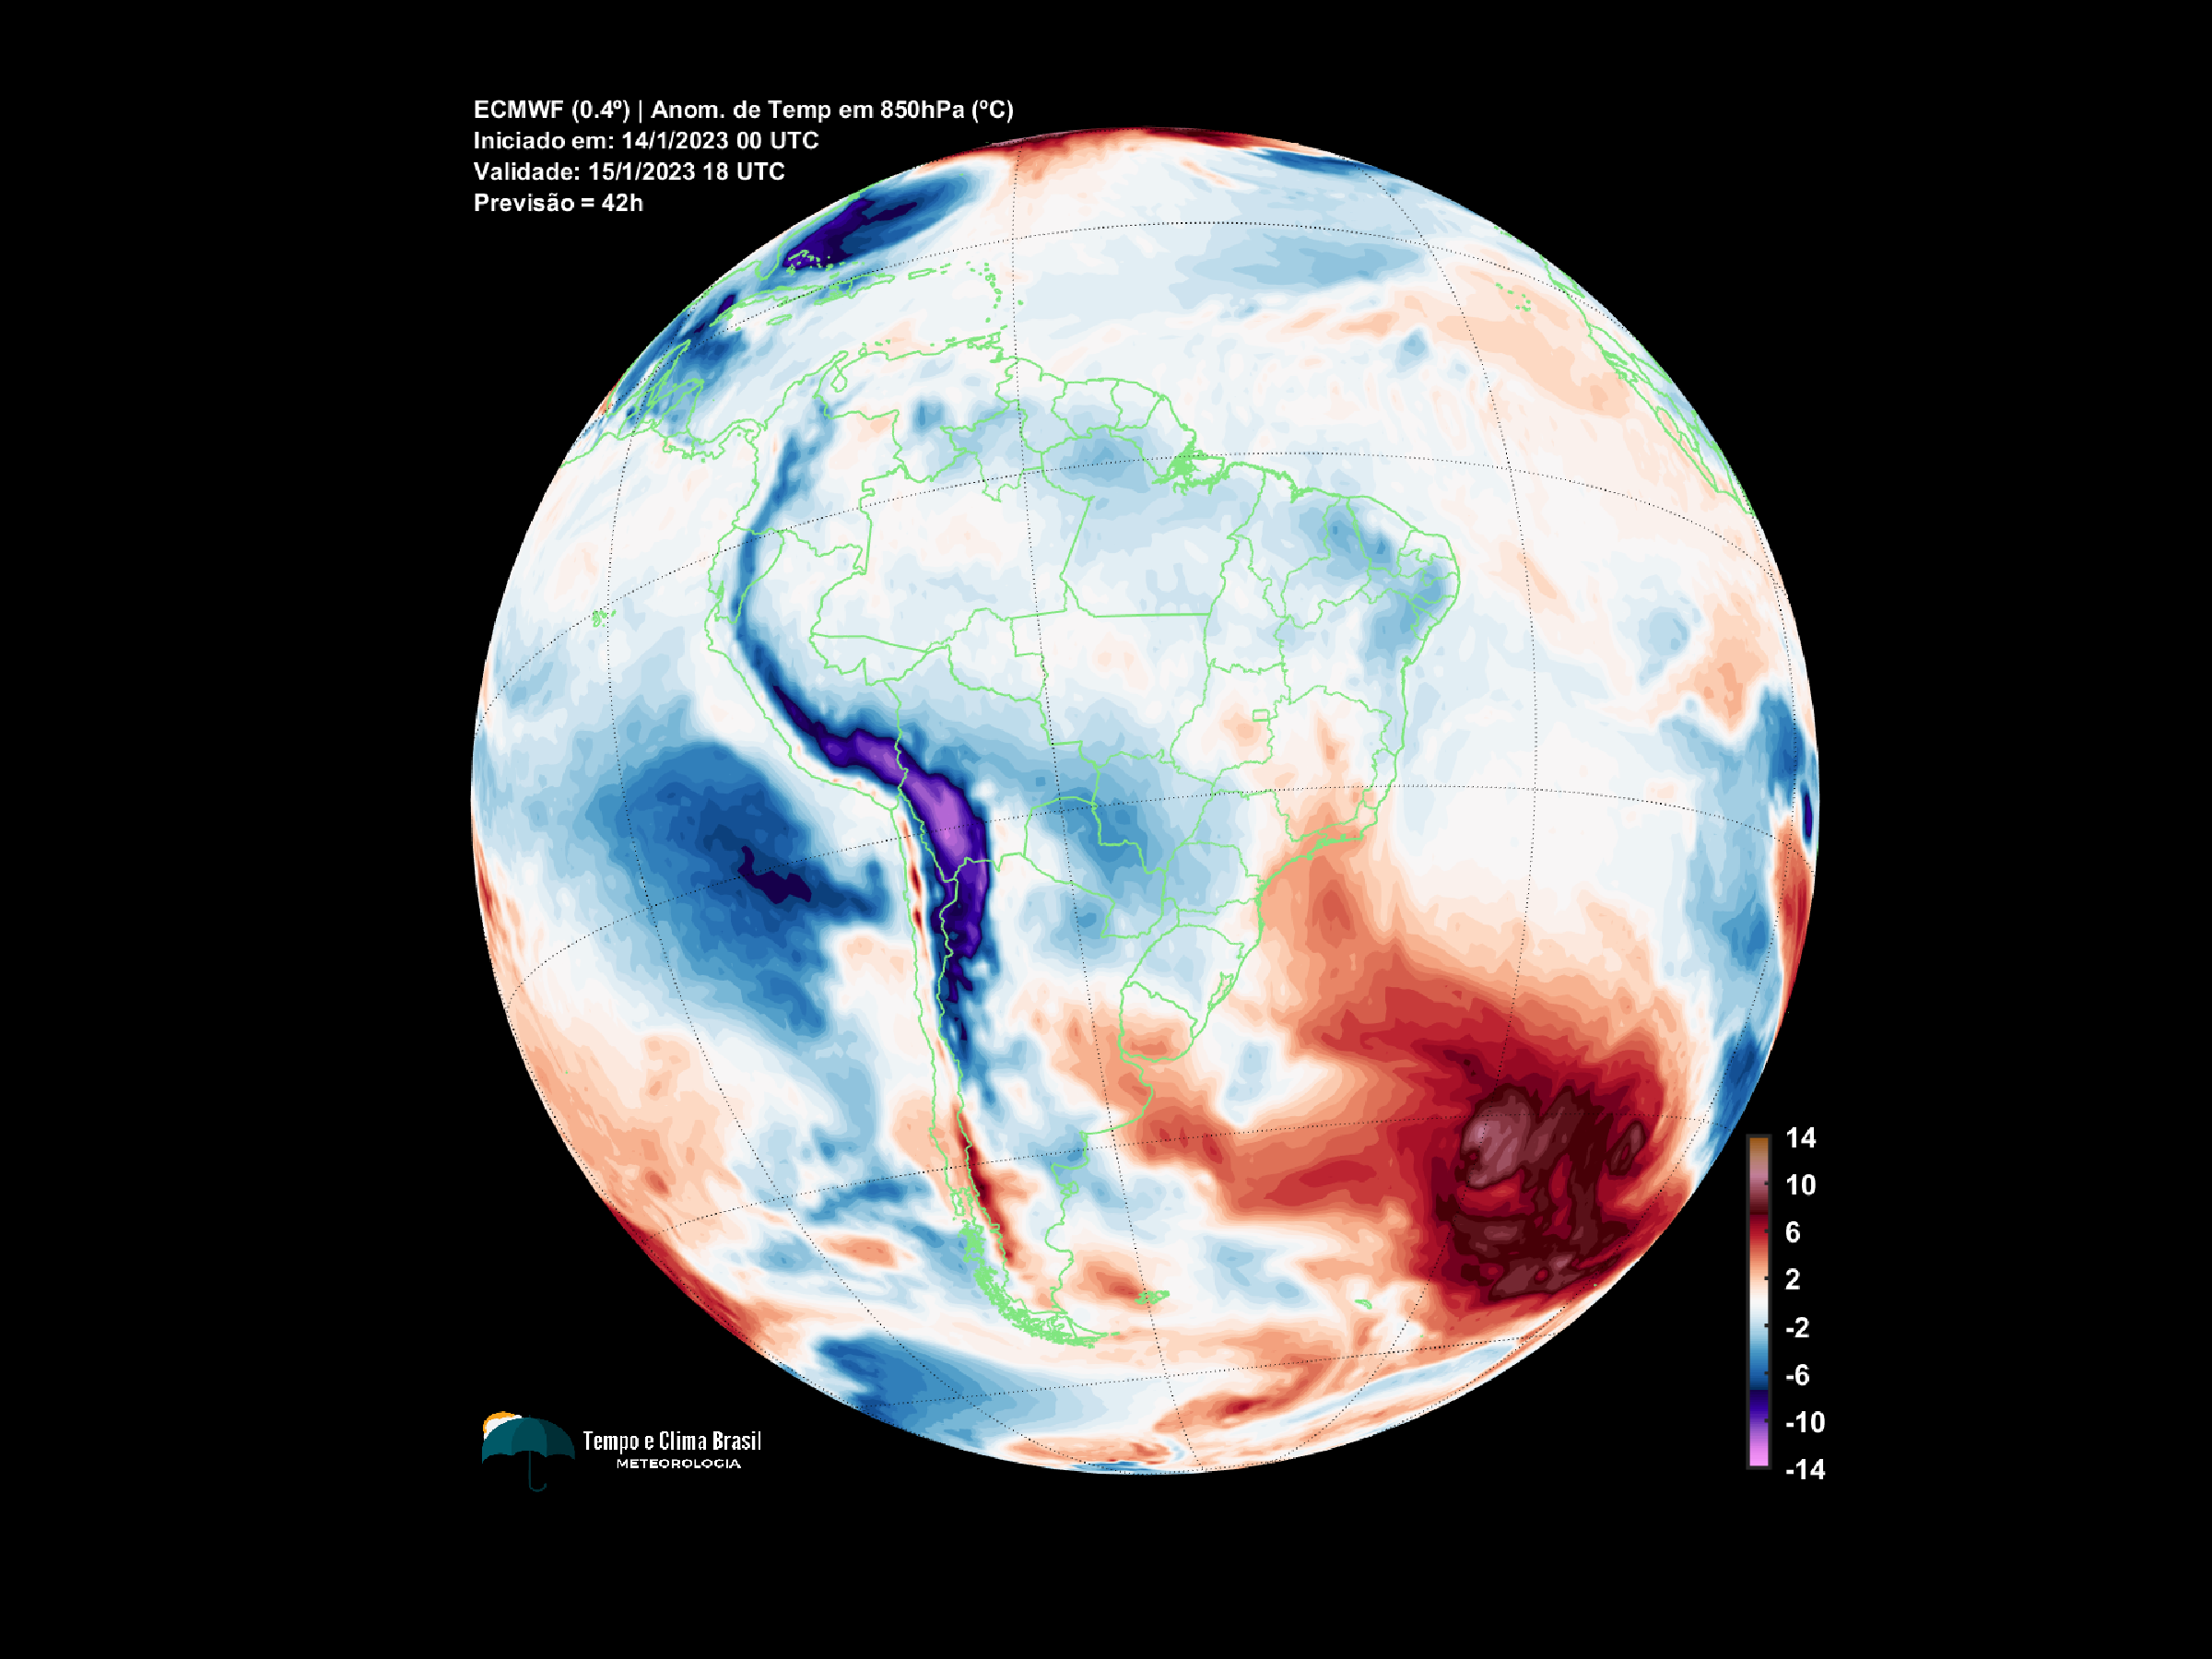 ECMWF (0.4º) | Anom. de Temp em 850hPa (ºC)
Iniciado em: 14/1/2023 00 UTC
Validade: 15/1/2023 18 UTC
Previsão = 42h
14
10
6
2
-2
-6
-10
-14
Tempo e Clima Brasil
METEOROLOGIA